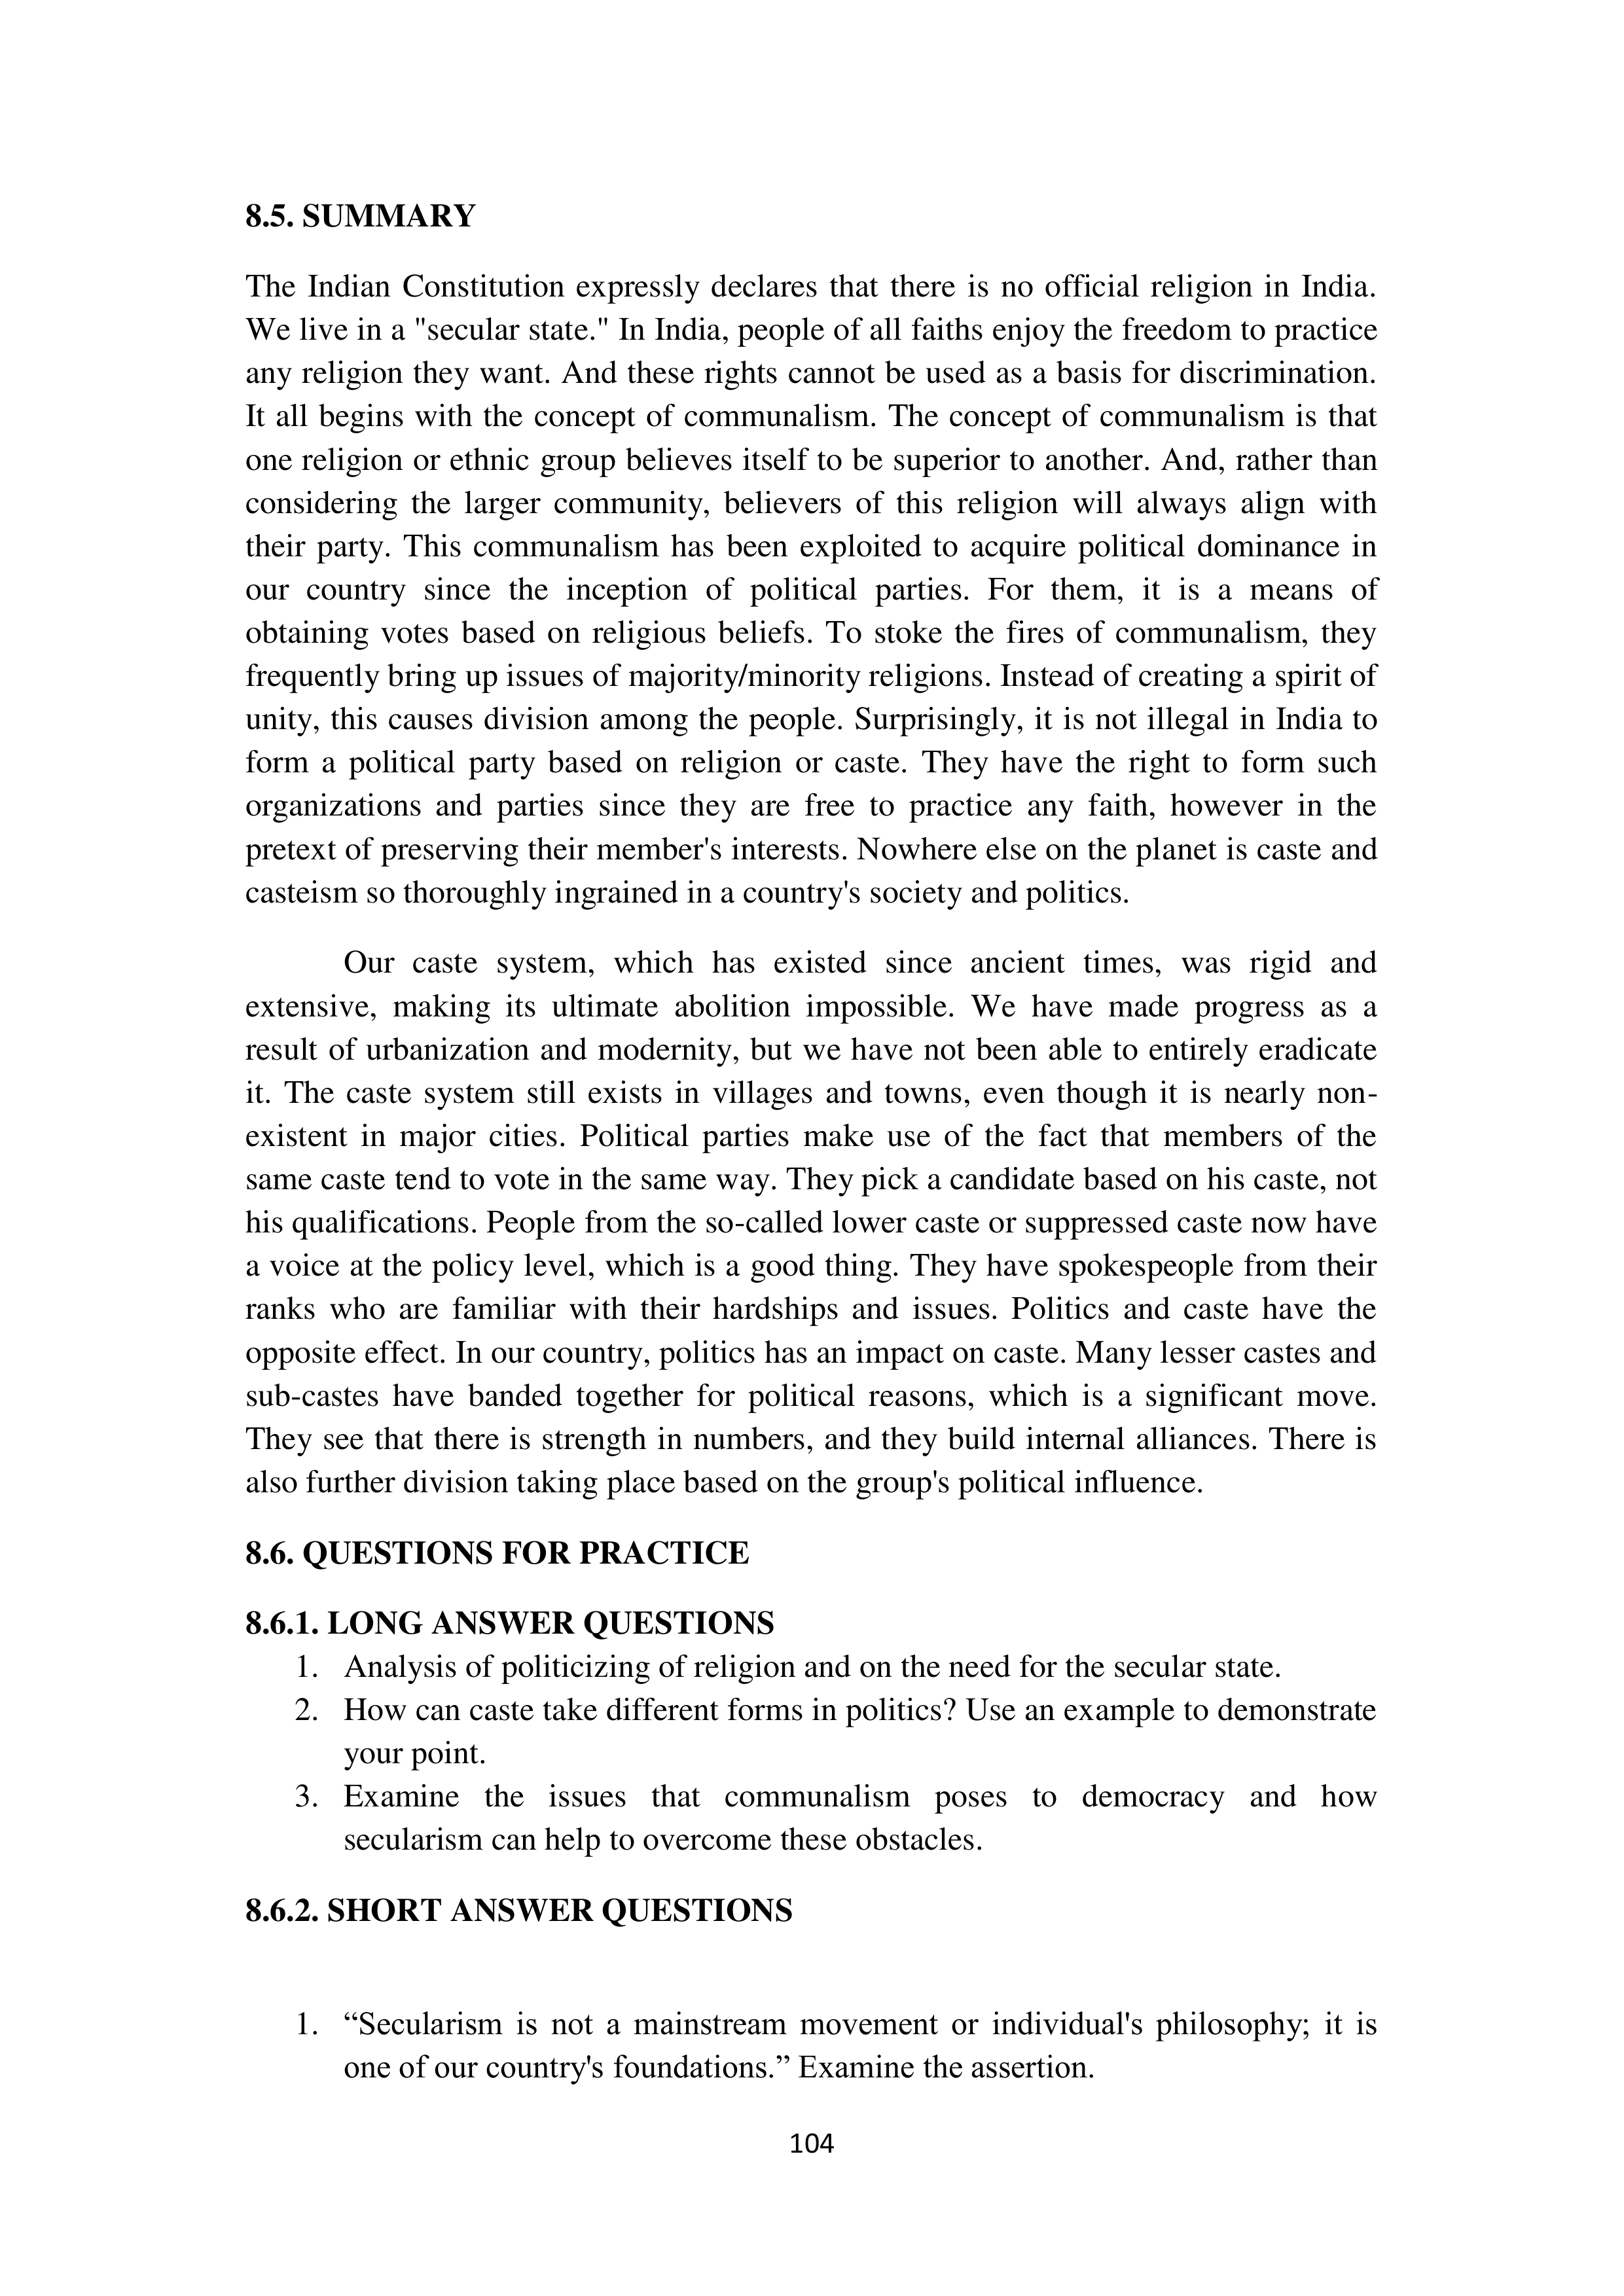 8.5. SUMMARY
The Indian Constitution expressly declares that there is no official religion in India.
We live in a "secular state." In India, people of all faiths enjoy the freedom to practice
any religion they want. And these rights cannot be used as a basis for discrimination.
It all begins with the concept of communalism. The concept of communalism is that
one religion or ethnic group believes itself to be superior to another. And, rather than
considering the larger community, believers of this religion will always align with
their party. This communalism has been exploited to acquire political dominance in
our country since the inception of political parties. For them, it is a means of
obtaining votes based on religious beliefs. To stoke the fires of communalism, they
frequently bring up issues of majority/minority religions. Instead of creating a spirit of
unity, this causes division among the people. Surprisingly, it is not illegal in India to
form a political party based on religion or caste. They have the right to form such
organizations and parties since they are free to practice any faith, however in the
pretext of preserving their member's interests. Nowhere else on the planet is caste and
casteism so thoroughly ingrained in a country's society and politics.
Our caste system, which has existed since ancient times, was rigid and
extensive, making its ultimate abolition impossible. We have made progress as a
result of urbanization and modernity, but we have not been able to entirely eradicate
it. The caste system still exists in villages and towns, even though it is nearly non-
existent in major cities. Political parties make use of the fact that members of the
same caste tend to vote in the same way. They pick a candidate based on his caste, not
his qualifications. People from the so-called lower caste or suppressed caste now have
a voice at the policy level, which is a good thing. They have spokespeople from their
ranks who are familiar with their hardships and issues. Politics and caste have the
opposite effect. In our country, politics has an impact on caste. Many lesser castes and
sub-castes have banded together for political reasons, which is a significant move.
They see that there is strength in numbers, and they build internal alliances. There is
also further division taking place based on the group's political influence.
8.6. QUESTIONS FOR PRACTICE
8.6.1. LONG ANSWER QUESTIONS
1. Analysis of politicizing of religion and on the need for the secular state.
2. How can caste take different forms in politics? Use an example to demonstrate
your point.
3. Examine the issues that communalism poses to democracy and how
secularism can help to overcome these obstacles.
8.6.2. SHORT ANSWER QUESTIONS
1. “Secularism is not a mainstream movement or individual's philosophy; it is
one of our country's foundations.” Examine the assertion.
104